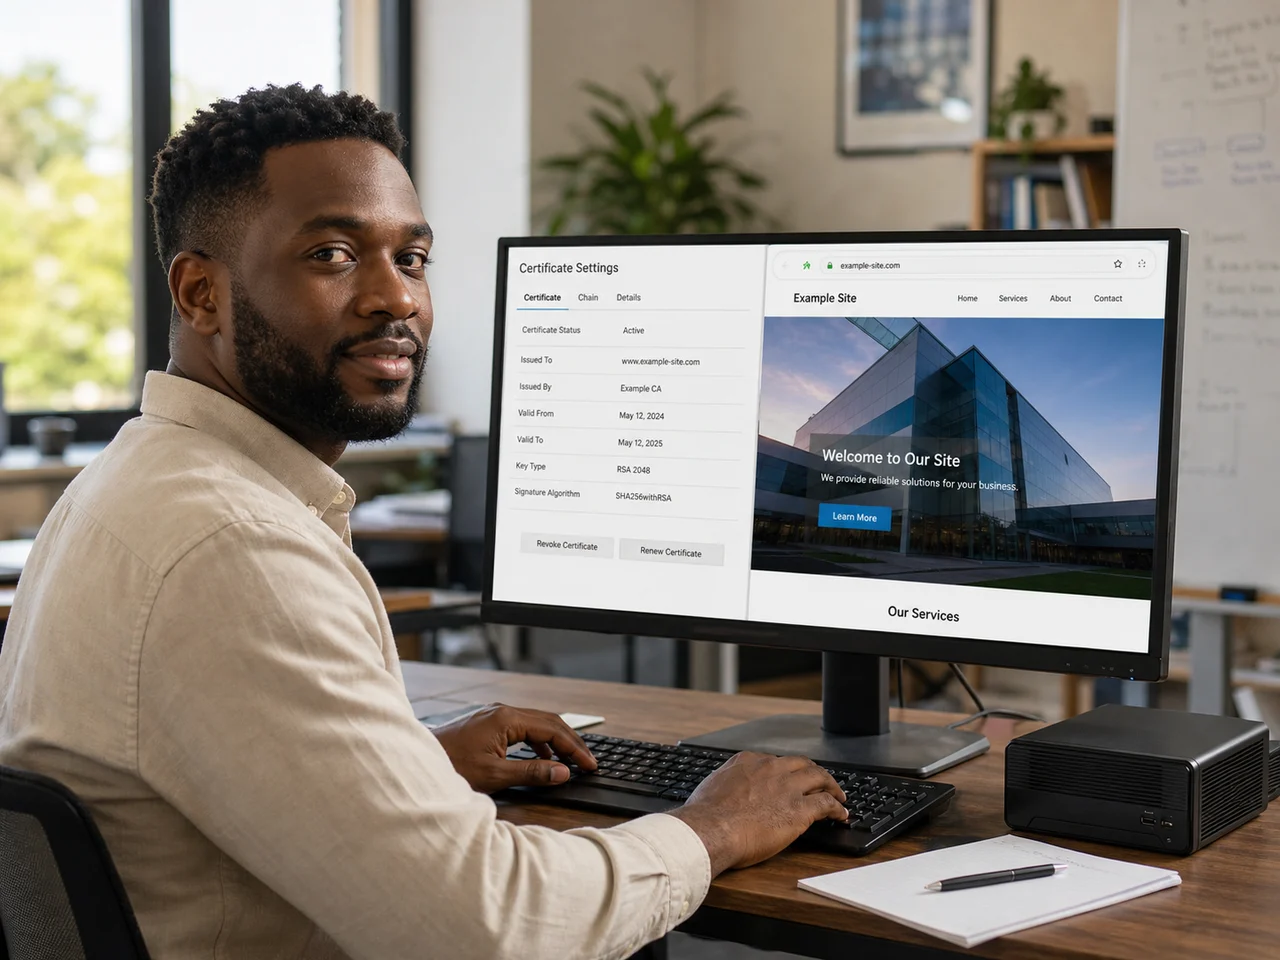 Certificate Settings
Certificate Chain Details
Certificate Status Active
Issued To www.example-site.com
Issued By Example CA
Valid From May 12, 2024
Valid To May 12, 2025
Key Type RSA 2048
Signature Algorithm SHA256withRSA
Revoke Certificate Renew Certificate
example-site.com
Example Site Home Services About Contact
Welcome to Our Site
We provide reliable solutions for your business.
Learn More
Our Services